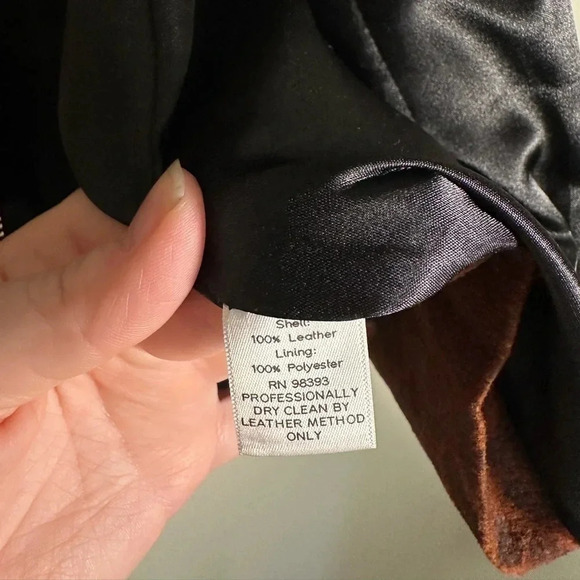 Shell:
100% Leather
Lining:
100% Polyester
RN 98393
PROFESSIONALLY
DRY CLEAN BY
LEATHER METHOD
ONLY